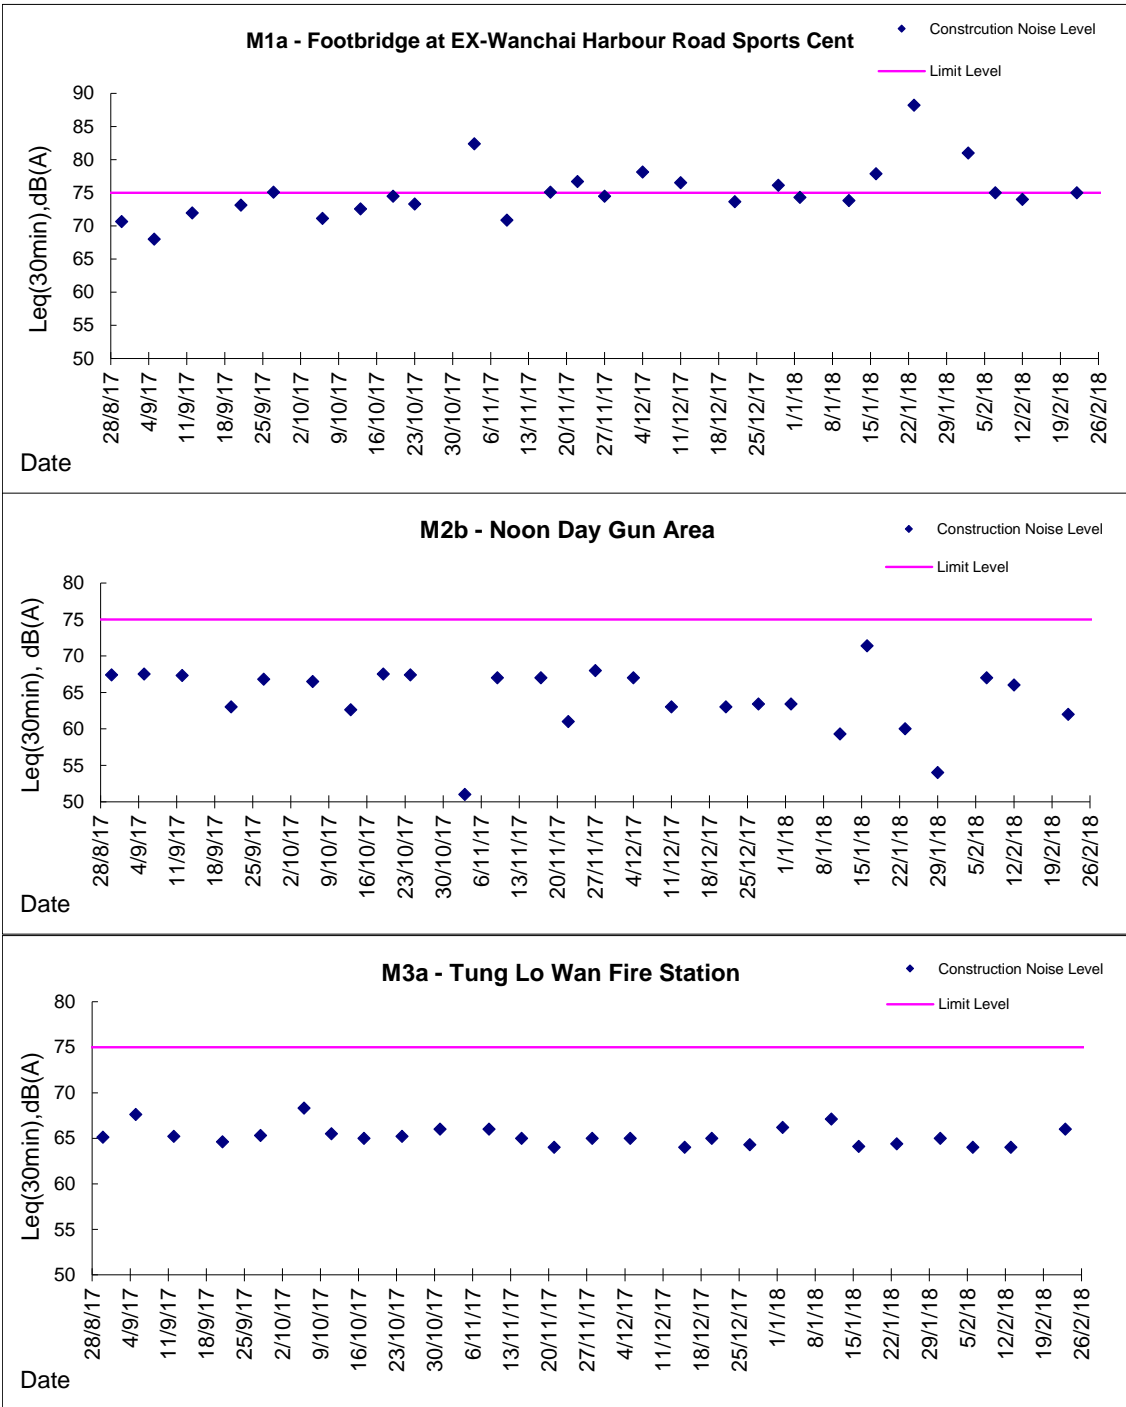 M1a - Footbridge at EX-Wanchai Harbour Road Sports Cent
Constrcution Noise Level
Limit Level
Leq(30min),dB(A)
90
85
80
75
70
65
60
55
50
28/8/17 4/9/17 11/9/17 18/9/17 25/9/17 2/10/17 9/10/17 16/10/17 23/10/17 30/10/17 6/11/17 13/11/17 20/11/17 27/11/17 4/12/17 11/12/17 18/12/17 25/12/17 1/1/18 8/1/18 15/1/18 22/1/18 29/1/18 5/2/18 12/2/18 19/2/18 26/2/18
Date
M2b - Noon Day Gun Area
Construction Noise Level
Limit Level
Leq(30min), dB(A)
80
75
70
65
60
55
50
28/8/17 4/9/17 11/9/17 18/9/17 25/9/17 2/10/17 9/10/17 16/10/17 23/10/17 30/10/17 6/11/17 13/11/17 20/11/17 27/11/17 4/12/17 11/12/17 18/12/17 25/12/17 1/1/18 8/1/18 15/1/18 22/1/18 29/1/18 5/2/18 12/2/18 19/2/18 26/2/18
Date
M3a - Tung Lo Wan Fire Station
Construction Noise Level
Limit Level
Leq(30min),dB(A)
80
75
70
65
60
55
50
28/8/17 4/9/17 11/9/17 18/9/17 25/9/17 2/10/17 9/10/17 16/10/17 23/10/17 30/10/17 6/11/17 13/11/17 20/11/17 27/11/17 4/12/17 11/12/17 18/12/17 25/12/17 1/1/18 8/1/18 15/1/18 22/1/18 29/1/18 5/2/18 12/2/18 19/2/18 26/2/18
Date